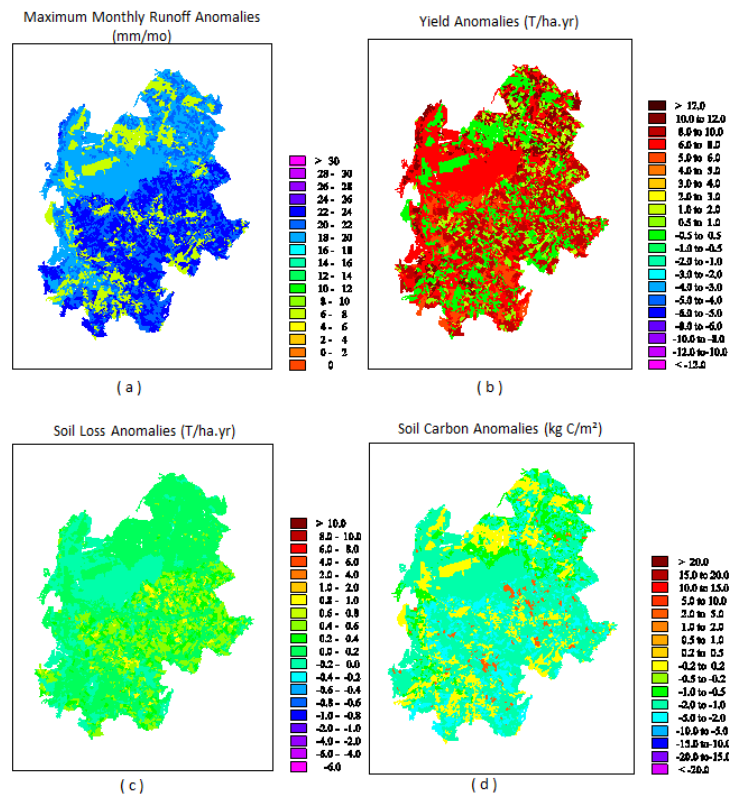 Maximum Monthly Runoff Anomalies
(mm/mo)
Yield Anomalies (T/ha.yr)
> 30
28 - 30
26 - 28
24 - 26
22 - 24
20 - 22
18 - 20
16 - 18
14 - 16
12 - 14
10 - 12
8 - 10
6 - 8
4 - 6
2 - 4
0 - 2
0
> 12.0
10.0 to 12.0
8.0 to 10.0
6.0 to 8.0
5.0 to 6.0
4.0 to 5.0
3.0 to 4.0
2.0 to 3.0
1.0 to 2.0
0.5 to 1.0
-0.5 to 0.5
-1.0 to -0.5
-2.0 to -1.0
-3.0 to -2.0
-4.0 to -3.0
-5.0 to -4.0
-6.0 to -5.0
-8.0 to -6.0
-10.0 to -8.0
-12.0 to -10.0
< -12.0
( a )
( b )
Soil Loss Anomalies (T/ha.yr)
Soil Carbon Anomalies (kg C/m²)
> 10.0
8.0 - 10.0
6.0 - 8.0
4.0 - 6.0
2.0 - 4.0
1.0 - 2.0
0.8 - 1.0
0.6 - 0.8
0.4 - 0.6
0.2 - 0.4
0.0 - 0.2
-0.2 - 0.0
-0.4 - -0.2
-0.6 - -0.4
-0.8 - -0.6
-1.0 - -0.8
-2.0 - -1.0
-4.0 - -2.0
-6.0 - -4.0
-6.0
> 20.0
15.0 to 20.0
10.0 to 15.0
5.0 to 10.0
2.0 to 5.0
1.0 to 2.0
0.5 to 1.0
0.2 to 0.5
-0.2 to 0.2
-0.5 to -0.2
-1.0 to -0.5
-2.0 to -1.0
-5.0 to -2.0
-10.0 to -5.0
-15.0 to -10.0
-20.0 to -15.0
< -20.0
( c )
( d )